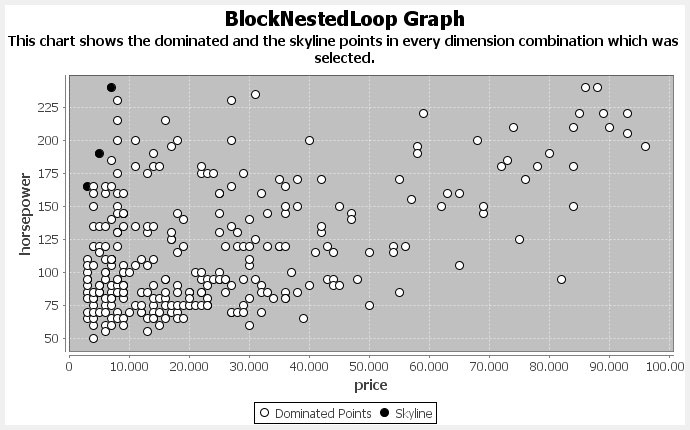 BlockNestedLoop Graph
This chart shows the dominated and the skyline points in every dimension combination which was
selected.
horsepower
225
200
175
150
125
100
75
50
0 10.000 20.000 30.000 40.000 50.000 60.000 70.000 80.000 90.000 100.00
price
Dominated Points Skyline